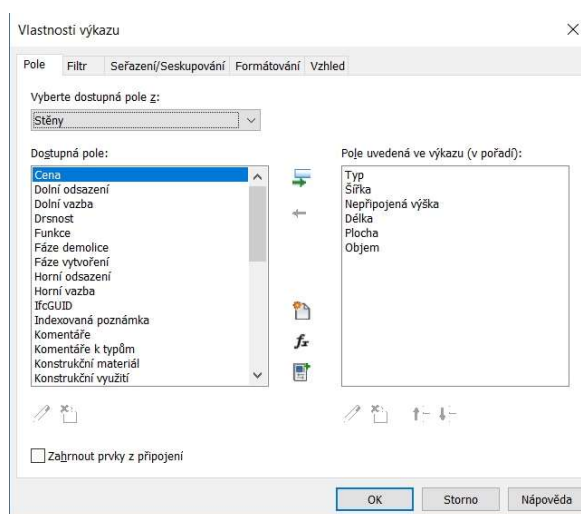 Vlastnosti výkazu
Pole Filtr Seřazení/Seskupování Formátování Vzhled
Vyberte dostupná pole z:
Stěny
Dostupná pole:
Cena
Dolní odsazení
Dolní vazba
Drsnost
Funkce
Fáze demolice
Fáze vytvoření
Horní odsazení
Horní vazba
IfcGUID
Indexovaná poznámka
Komentáře
Komentáře k typům
Konstrukční materiál
Konstrukční využití
fx
Pole uvedená ve výkazu (v pořadí):
Typ
Šířka
Nepřipojená výška
Délka
Plocha
Objem
Zahrnout prvky z připojení
OK Storno Nápověda